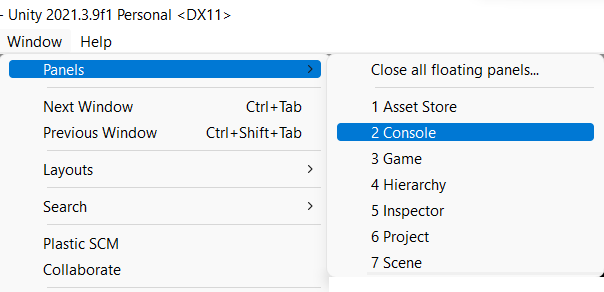 - Unity 2021.3.9f1 Personal <DX11>
Window Help
Panels
Next Window Ctrl+Tab
Previous Window Ctrl+Shift+Tab
Layouts
Search
Plastic SCM
Collaborate
Close all floating panels...
1 Asset Store
2 Console
3 Game
4 Hierarchy
5 Inspector
6 Project
7 Scene